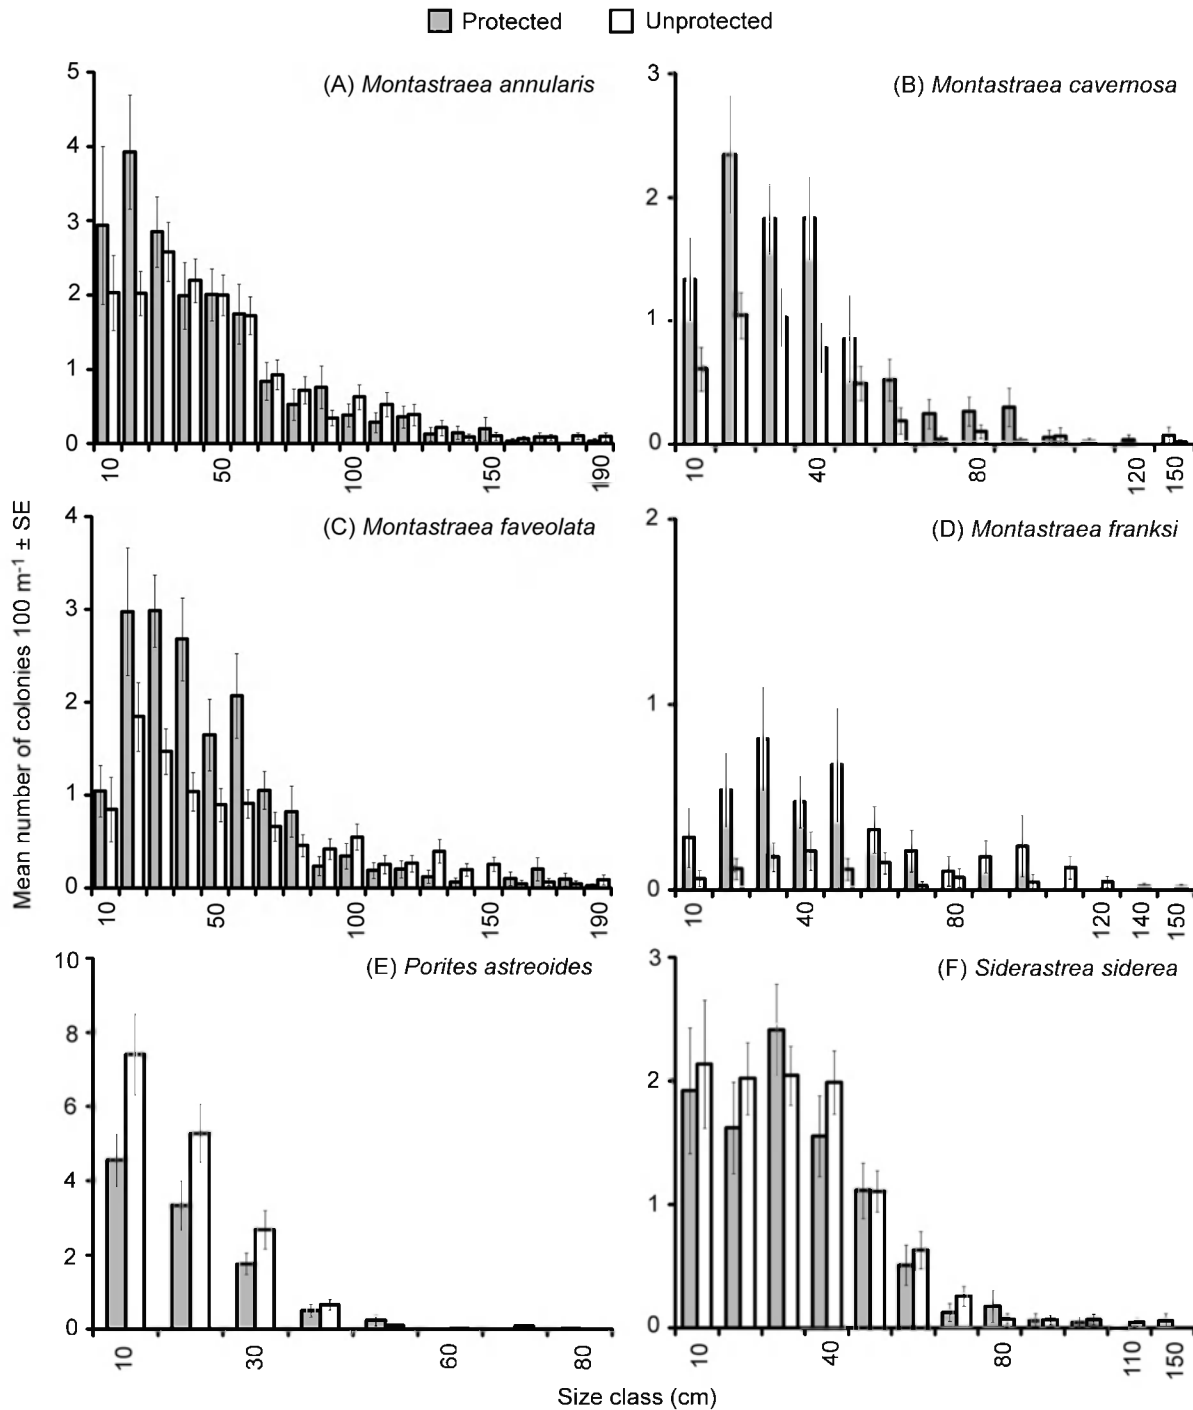 Protected Unprotected
(A) Montastraea annularis
5
4
3
2
1
0
10 50 100 150 190
(B) Montastraea cavernosa
3
2
1
0
10 40 80 120 150
Mean number of colonies 100 m⁻¹ ± SE
(C) Montastraea faveolata
4
3
2
1
0
10 50 100 150 190
(D) Montastraea franksi
2
1
0
10 40 80 120 140 150
(E) Porites astreoides
10
8
6
4
2
0
10 30 60 80
(F) Siderastrea siderea
3
2
1
0
10 40 80 110 150
Size class (cm)